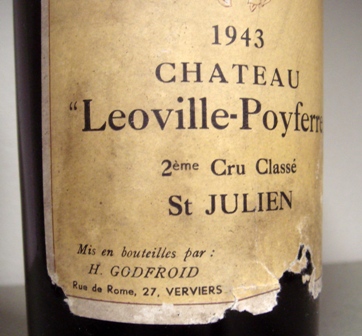 1943
CHATEAU
"Leoville-Poyferre
2ème Cru Classé
St JULIEN
Mis en bouteilles par :
H. GODFROID
Rue de Rome, 27, VERVIERS